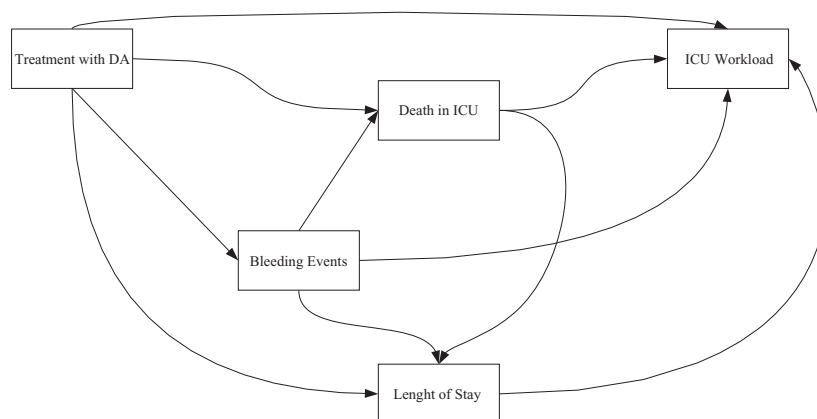 Treatment with DA
ICU Workload
Death in ICU
Bleeding Events
Lenght of Stay